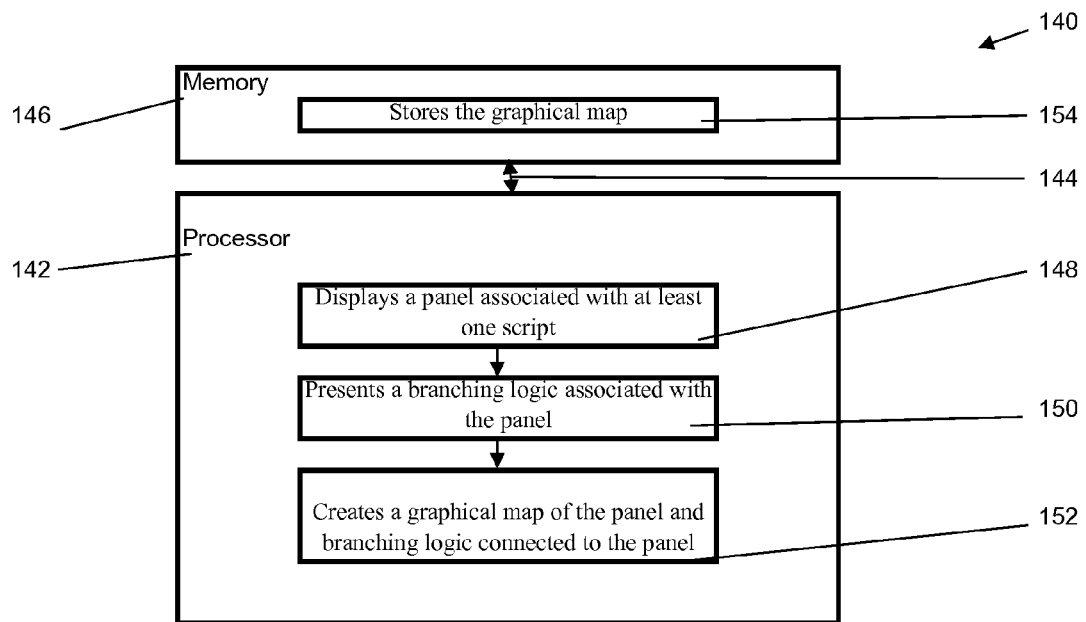 140
Memory
146
Stores the graphical map
154
144
Processor
142
148
Displays a panel associated with at least
one script
Presents a branching logic associated with
the panel
150
Creates a graphical map of the panel and
branching logic connected to the panel
152